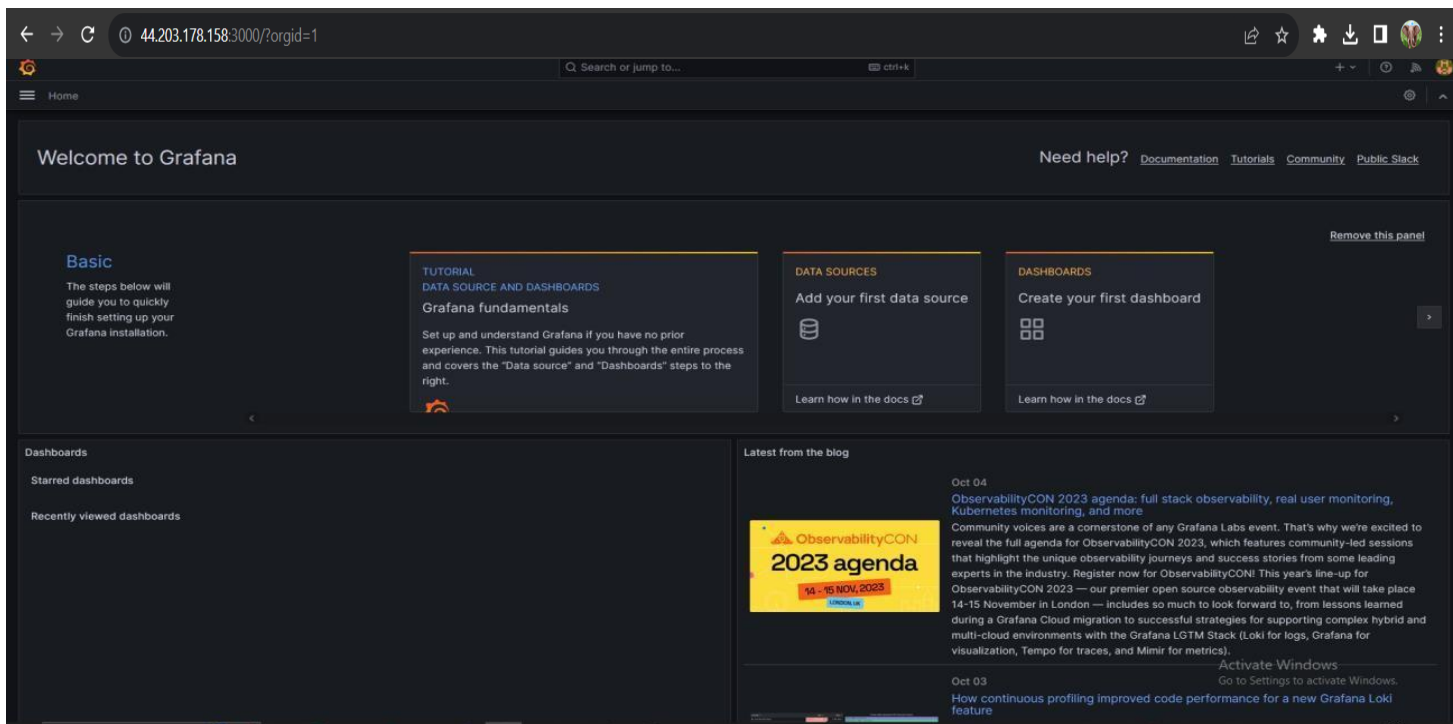 44.203.178.158:3000/?orgid=1
Search or jump to...
ctrl+k
Home
Welcome to Grafana
Need help? Documentation Tutorials Community Public Slack
Remove this panel
Basic
The steps below will
guide you to quickly
finish setting up your
Grafana installation.
TUTORIAL
DATA SOURCE AND DASHBOARDS
Grafana fundamentals
Set up and understand Grafana if you have no prior
experience. This tutorial guides you through the entire process
and covers the "Data source" and "Dashboards" steps to the
right.
DATA SOURCES
Add your first data source
Learn how in the docs
DASHBOARDS
Create your first dashboard
Learn how in the docs
Dashboards
Starred dashboards
Recently viewed dashboards
Latest from the blog
ObservabilityCON
2023 agenda
14 - 15 NOV, 2023
LONDON, UK
Oct 04
ObservabilityCON 2023 agenda: full stack observability, real user monitoring,
Kubernetes monitoring, and more
Community voices are a cornerstone of any Grafana Labs event. That's why we're excited to
reveal the full agenda for ObservabilityCON 2023, which features community-led sessions
that highlight the unique observability journeys and success stories from some leading
experts in the industry. Register now for ObservabilityCON! This year's line-up for
ObservabilityCON 2023 — our premier open source observability event that will take place
14-15 November in London — includes so much to look forward to, from lessons learned
during a Grafana Cloud migration to successful strategies for supporting complex hybrid and
multi-cloud environments with the Grafana LGTM Stack (Loki for logs, Grafana for
visualization, Tempo for traces, and Mimir for metrics).
Activate Windows
Go to Settings to activate Windows.
Oct 03
How continuous profiling improved code performance for a new Grafana Loki
feature